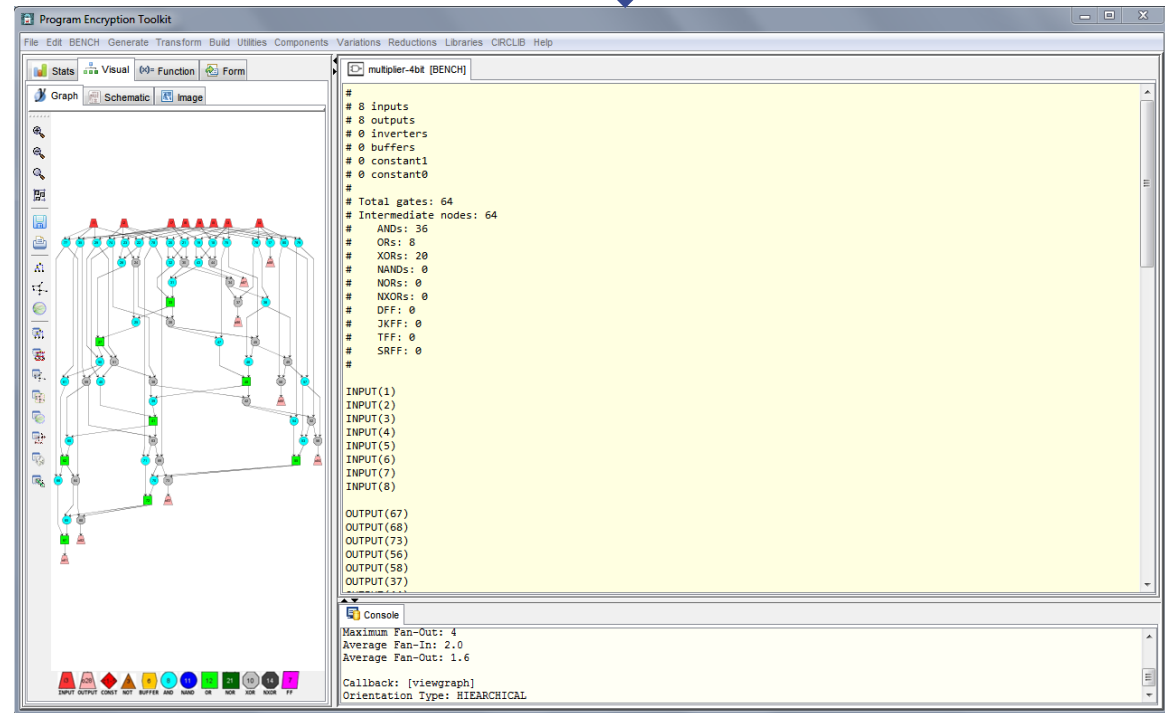 Program Encryption Toolkit
File Edit BENCH Generate Transform Build Utilities Components Variations Reductions Libraries CIRCLIB Help
Stats Visual (x)= Function Form
Graph Schematic Image
multiplier-4bit [BENCH]
#
# 8 inputs
# 8 outputs
# 0 inverters
# 0 buffers
# 0 constant1
# 0 constant0
#
# Total gates: 64
# Intermediate nodes: 64
# ANDs: 36
# ORs: 8
# XORs: 20
# NANDs: 0
# NORs: 0
# NXORs: 0
# DFF: 0
# JKFF: 0
# TFF: 0
# SRFF: 0
#
INPUT(1)
INPUT(2)
INPUT(3)
INPUT(4)
INPUT(5)
INPUT(6)
INPUT(7)
INPUT(8)
OUTPUT(67)
OUTPUT(68)
OUTPUT(73)
OUTPUT(56)
OUTPUT(58)
OUTPUT(37)
Console
Maximum Fan-Out: 4
Average Fan-In: 2.0
Average Fan-Out: 1.6
Callback: [viewgraph]
Orientation Type: HIEARCHICAL
INPUT OUTPUT CONST NOT BUFFER AND NAND OR NOR XOR NXOR FF